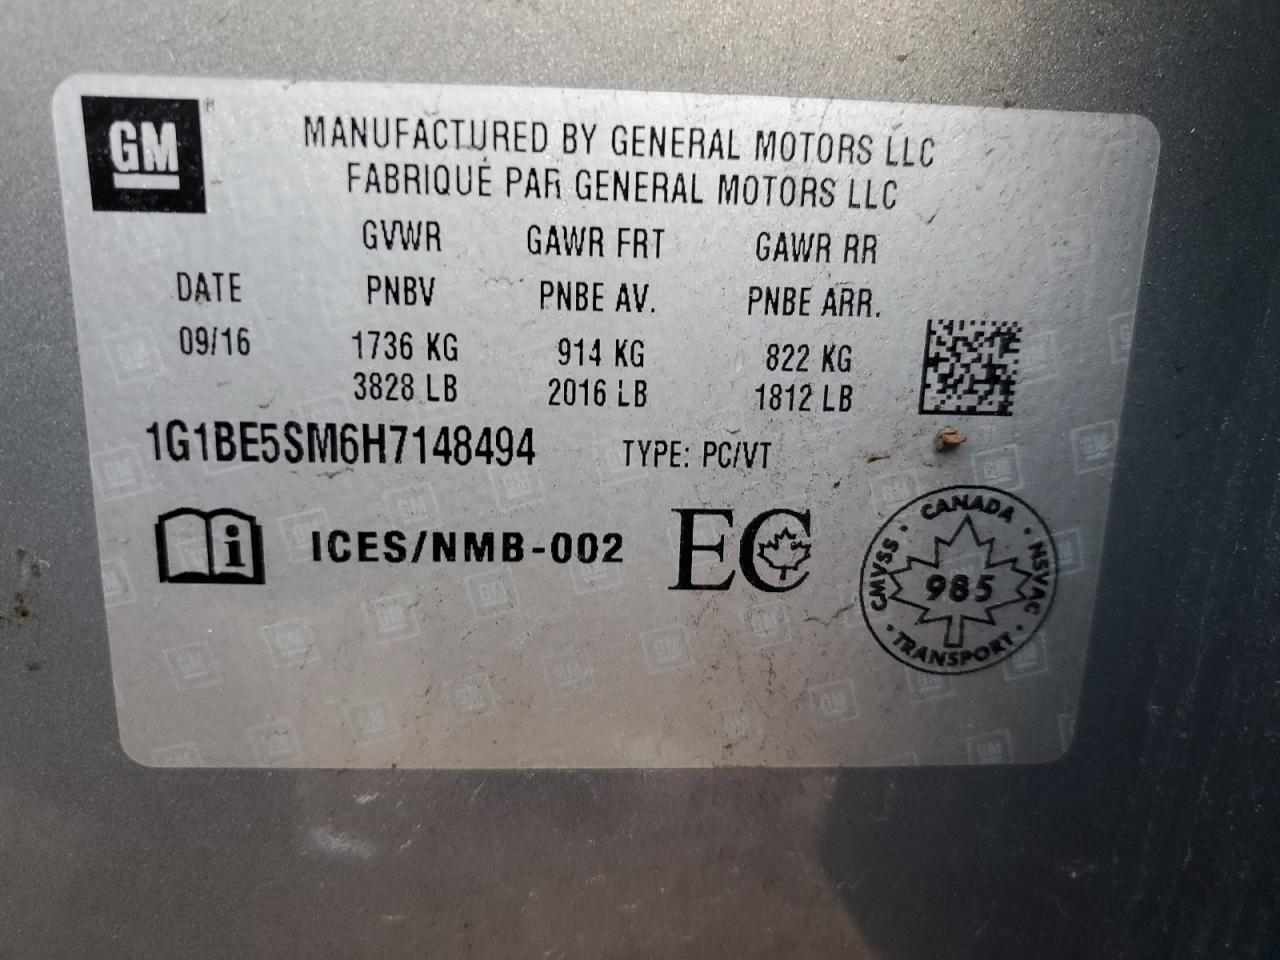 GM
MANUFACTURED BY GENERAL MOTORS LLC
FABRIQUÉ PAR GENERAL MOTORS LLC
GVWR GAWR FRT GAWR RR
DATE PNBV PNBE AV. PNBE ARR.
09/16 1736 KG 914 KG 822 KG
3828 LB 2016 LB 1812 LB
1G1BE5SM6H7148494 TYPE: PC/VT
i ICES/NMB-002 EC
CANADA
CMVSS 985 NSVAC
TRANSPORT